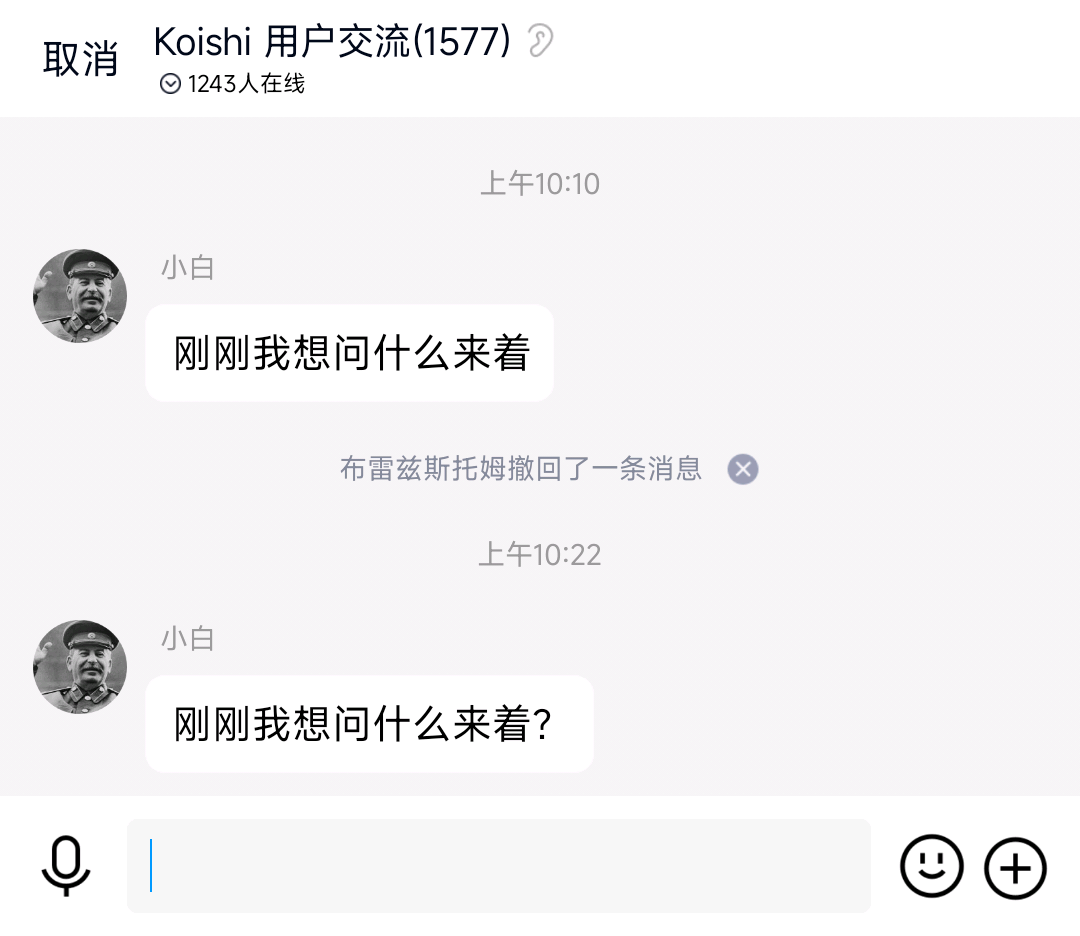 取消
Koishi 用户交流(1577)
1243人在线
上午10:10
小白
刚刚我想问什么来着
布雷兹斯托姆撤回了一条消息
上午10:22
小白
刚刚我想问什么来着?